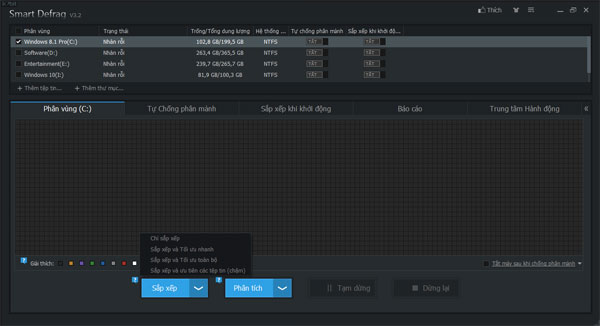 Smart Defrag v3.2
Thích
Phân vùng Trạng thái Trống/Tổng dung lượng Hệ thống ... Tự chống phân mảnh Sắp xếp khi khởi độ...
Windows 8.1 Pro(C:) Nhàn rỗi 102,8 GB/199,5 GB NTFS TẮT TẮT
Software(D:) Nhàn rỗi 263,4 GB/365,5 GB NTFS TẮT TẮT
Entertainment(E:) Nhàn rỗi 239,7 GB/265,7 GB NTFS TẮT TẮT
Windows 10(I:) Nhàn rỗi 81,9 GB/100,3 GB NTFS TẮT TẮT
+ Thêm tệp tin... + Thêm thư mục...
Phân vùng (C:) Tự Chống phân mảnh Sắp xếp khi khởi động Báo cáo Trung tâm Hành động «
Chỉ sắp xếp
Sắp xếp và Tối ưu nhanh
Sắp xếp và Tối ưu toàn bộ
Sắp xếp và ưu tiên các tệp tin (chậm)
? Giải thích: Tắt máy sau khi chống phân mảnh
? Sắp xếp ? Phân tích Tạm dừng Dừng lại